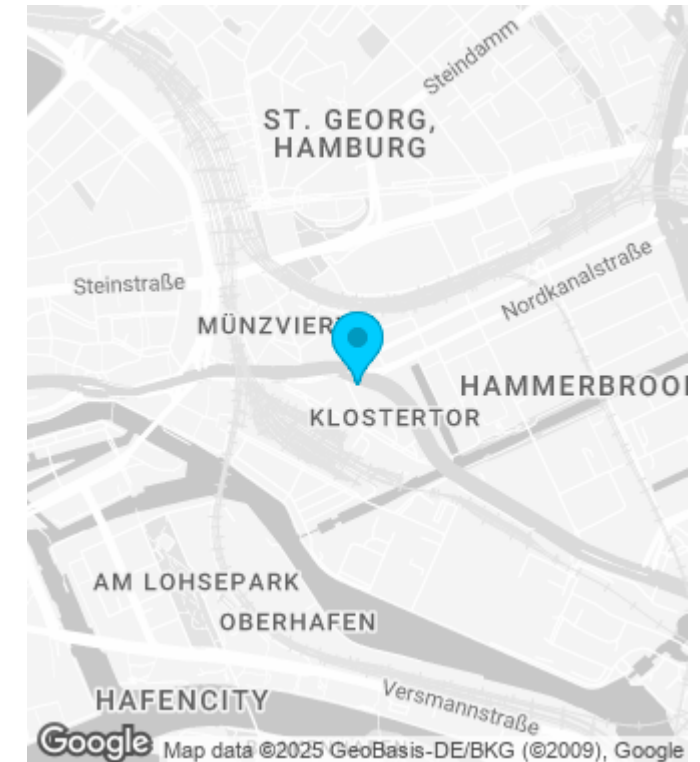 Steindamm
ST. GEORG,
HAMBURG
Steinstraße
Nordkanalstraße
MÜNZVIER
HAMMERBROO
KLOSTERTOR
AM LOHSEPARK
OBERHAFEN
HAFENCITY
Versmannstraße
Google Map data ©2025 GeoBasis-DE/BKG (©2009), Google